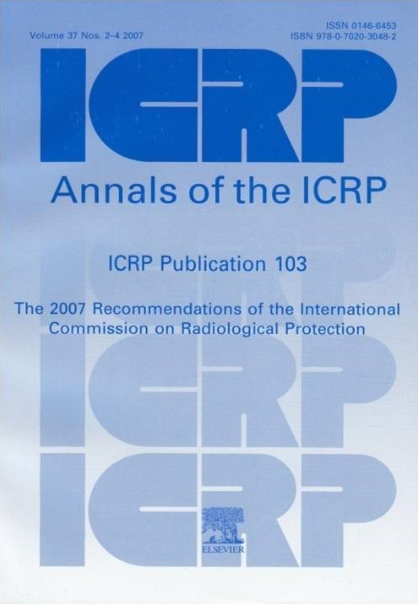 ISSN 0146-6453
Volume 37 Nos. 2–4 2007
ISBN 978-0-7020-3048-2
ICRP
Annals of the ICRP
ICRP Publication 103
The 2007 Recommendations of the International
Commission on Radiological Protection
ICRP
ICRP
ICRP
ELSEVIER